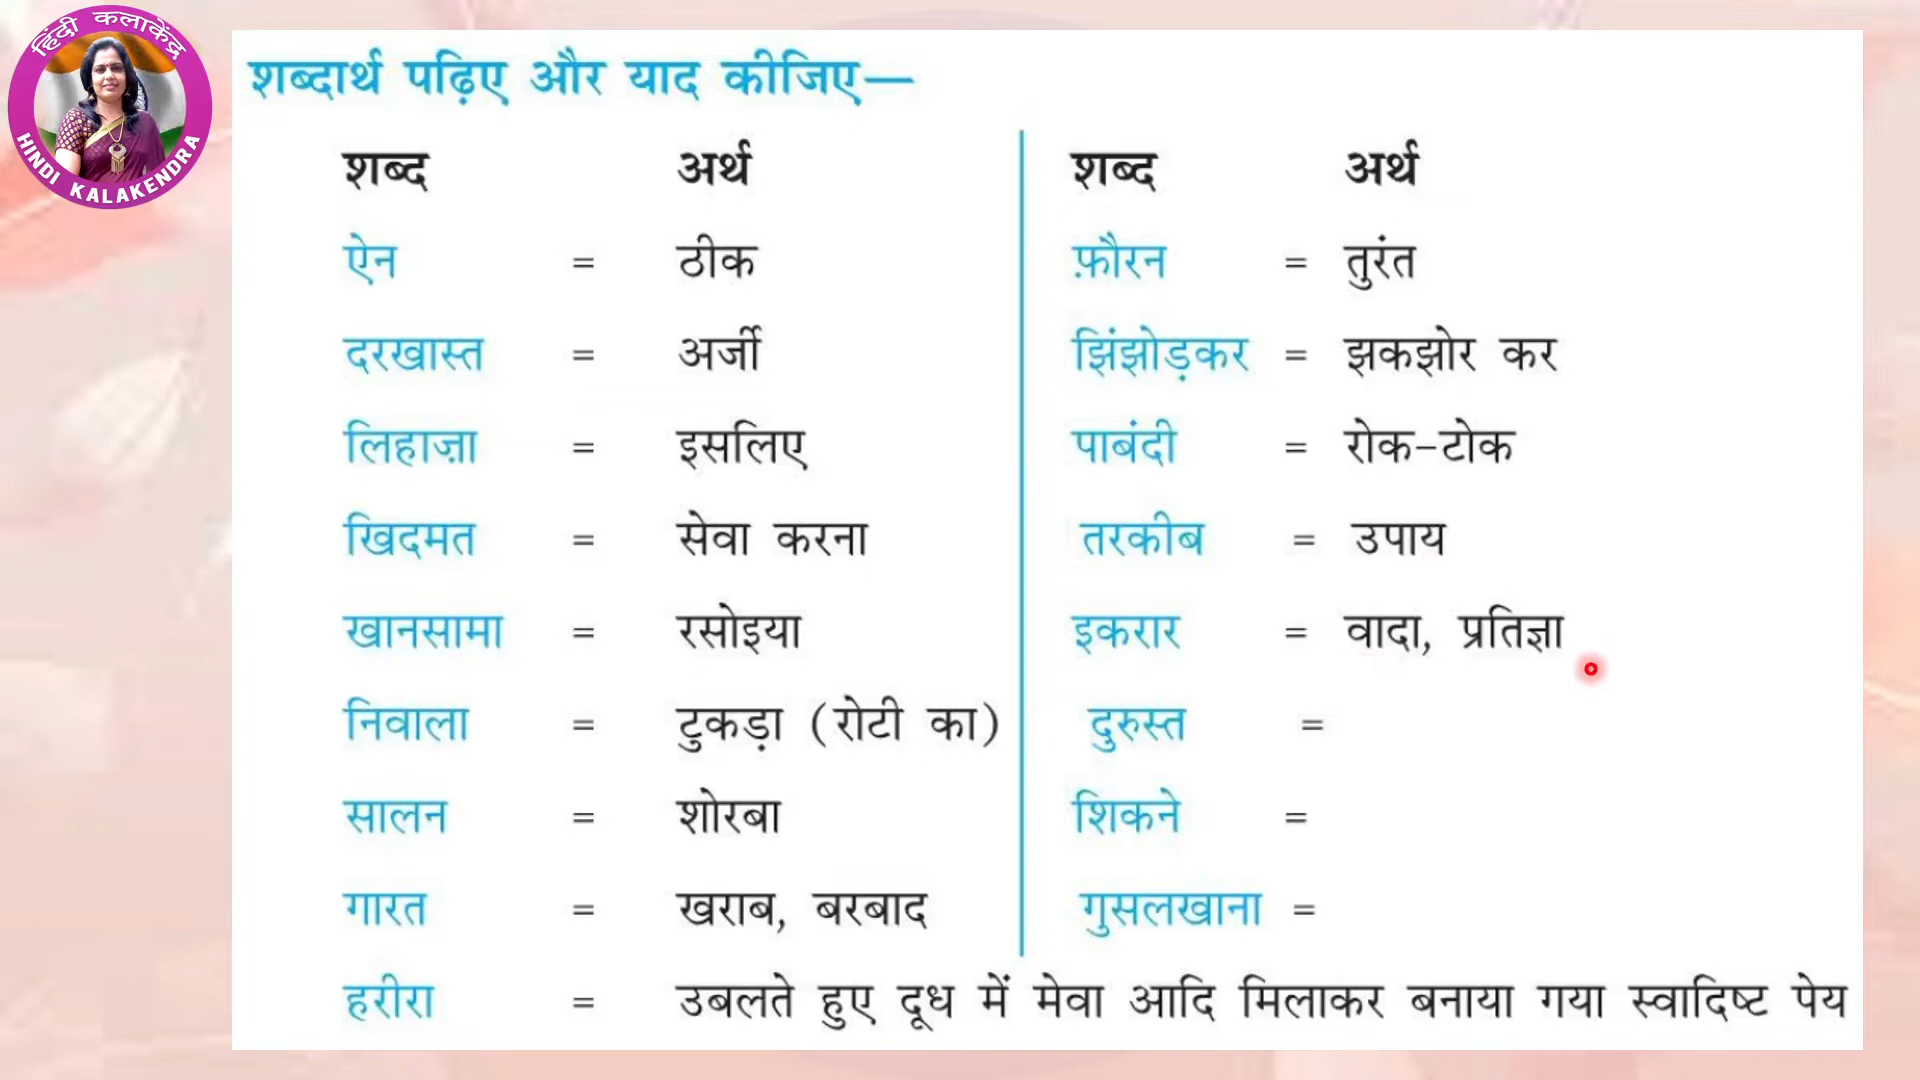 हिंदी कलाकेंद्र
HINDI KALAKENDRA
शब्दार्थ पढ़िए और याद कीजिए—
शब्द अर्थ
ऐन = ठीक
दरखास्त = अर्जी
लिहाज़ा = इसलिए
खिदमत = सेवा करना
खानसामा = रसोइया
निवाला = टुकड़ा (रोटी का)
सालन = शोरबा
गारत = खराब, बरबाद
हरीरा = उबलते हुए दूध में मेवा आदि मिलाकर बनाया गया स्वादिष्ट पेय
शब्द अर्थ
फ़ौरन = तुरंत
झिंझोड़कर = झकझोर कर
पाबंदी = रोक-टोक
तरकीब = उपाय
इकरार = वादा, प्रतिज्ञा
दुरुस्त =
शिकने =
गुसलखाना =